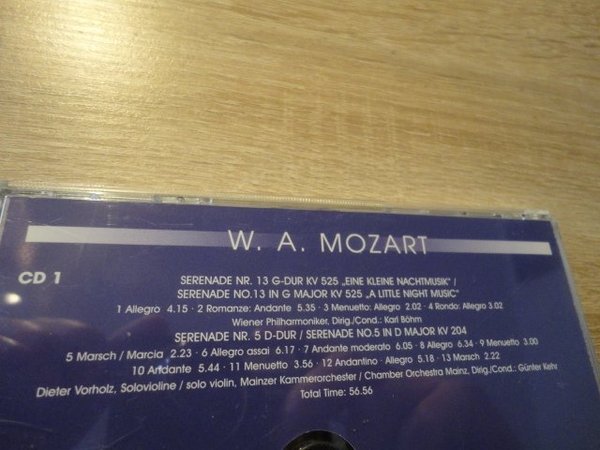 W. A. MOZART
CD 1
SERENADE NR. 13 G-DUR KV 525 „EINE KLEINE NACHTMUSIK" /
SERENADE NO.13 IN G MAJOR KV 525 „A LITTLE NIGHT MUSIC"
1 Allegro 4.15 · 2 Romanze: Andante 5.35 · 3 Menuetto: Allegro 2.02 · 4 Rondo: Allegro 3.02
Wiener Philharmoniker, Dirig./Cond.: Karl Böhm
SERENADE NR. 5 D-DUR / SERENADE NO.5 IN D MAJOR KV 204
5 Marsch / Marcia 2.23 · 6 Allegro assai 6.17 · 7 Andante moderato 6.05 · 8 Allegro 6.34 · 9 Menuetto 3.00
10 Andante 5.44 · 11 Menuetto 3.56 · 12 Andantino · Allegro 5.18 · 13 Marsch 2.22
Dieter Vorholz, Solovioline / solo violin, Mainzer Kammerorchester / Chamber Orchestra Mainz, Dirig./Cond.: Günter Kehr
Total Time: 56.56